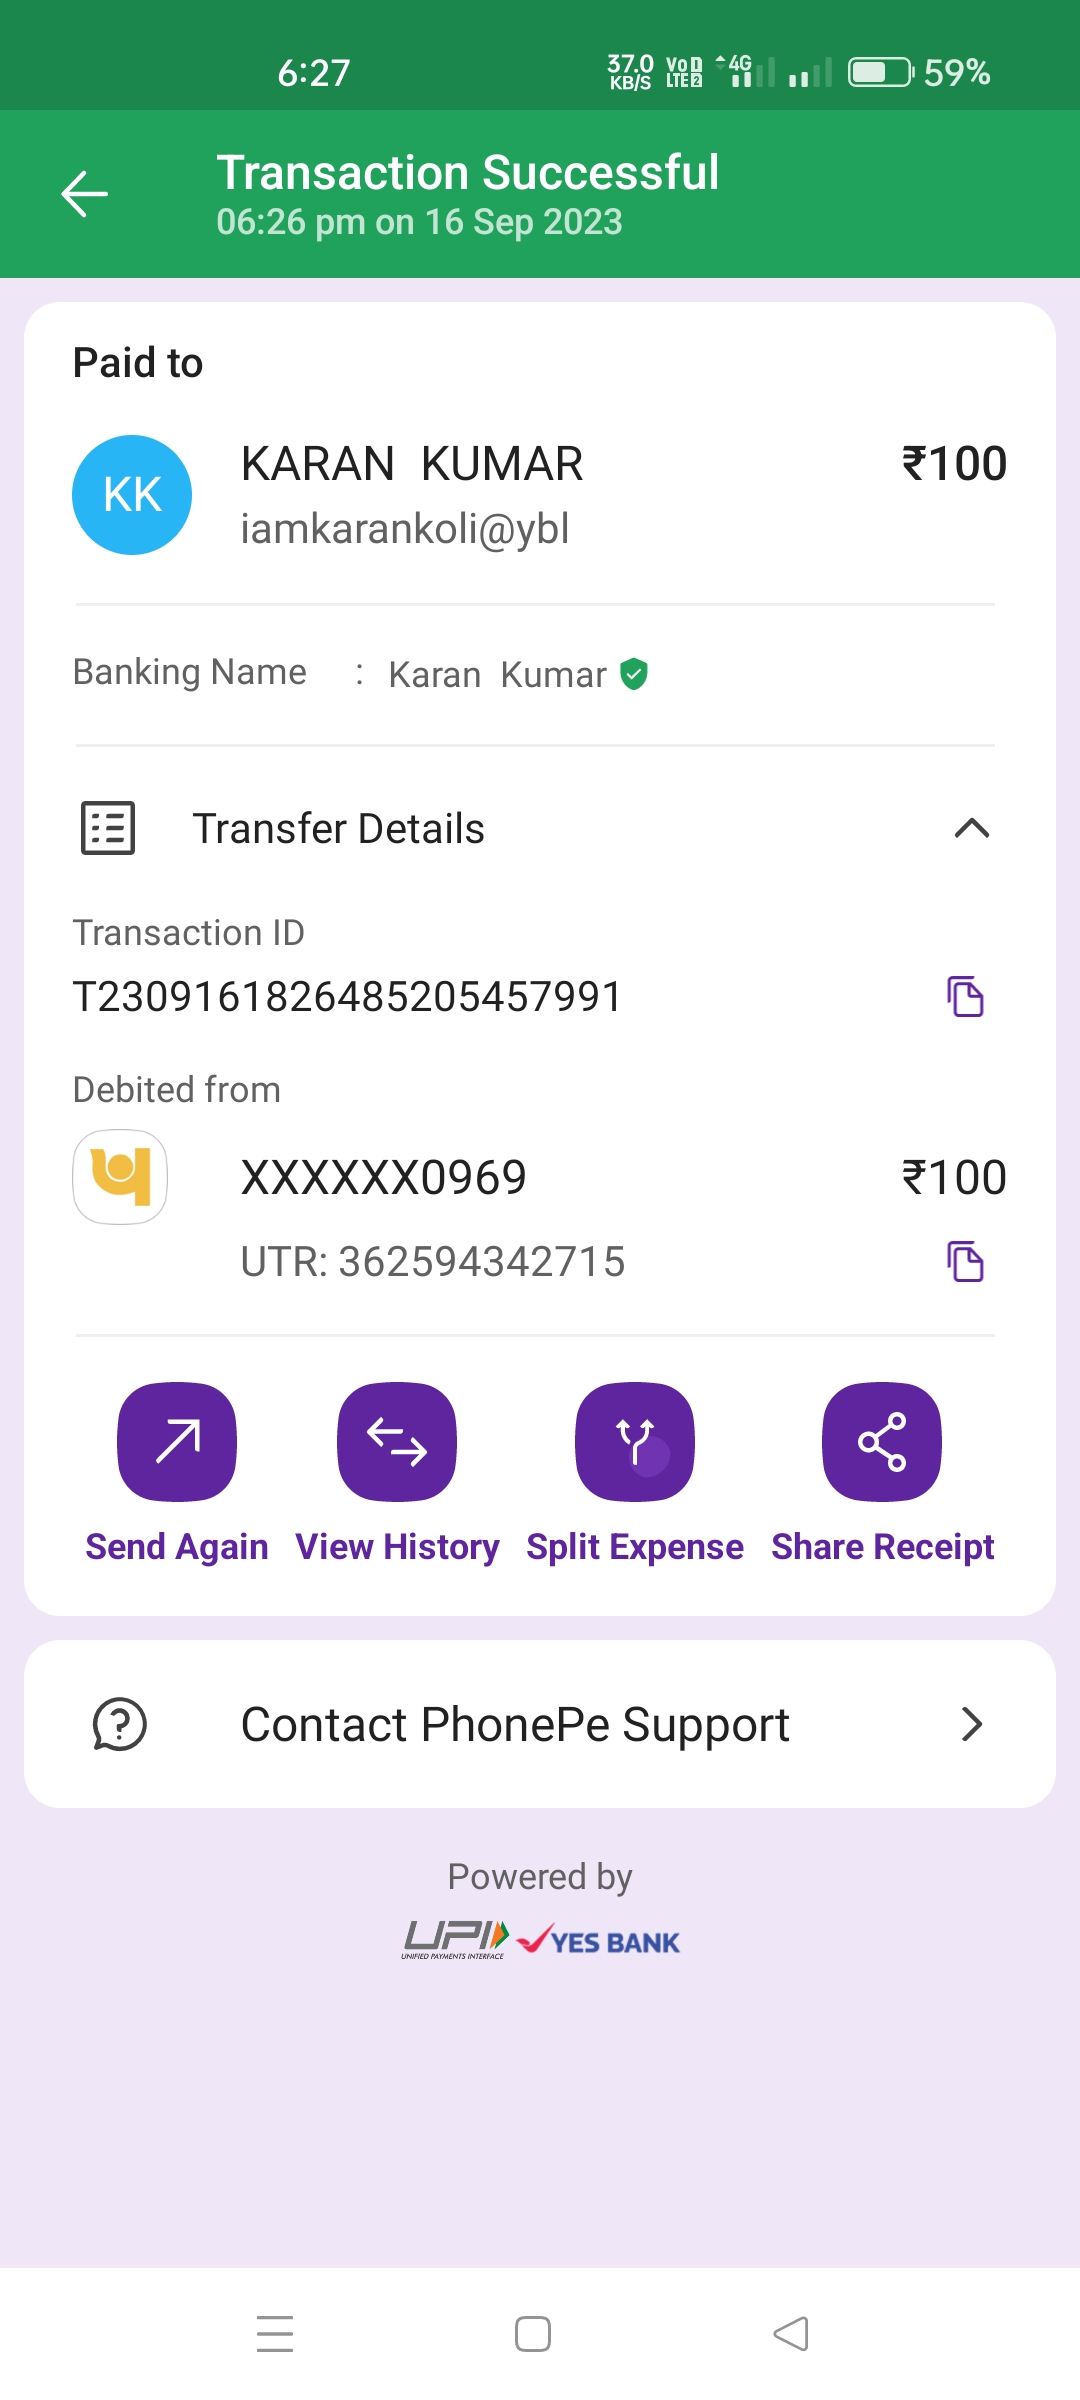 6:27
37.0 KB/S VoD LTE 2 4G 59%
Transaction Successful
06:26 pm on 16 Sep 2023
Paid to
KK
KARAN KUMAR ₹100
iamkarankoli@ybl
Banking Name : Karan Kumar
Transfer Details
Transaction ID
T2309161826485205457991
Debited from
XXXXXX0969 ₹100
UTR: 362594342715
Send Again View History Split Expense Share Receipt
Contact PhonePe Support
Powered by
UPI YES BANK
UNIFIED PAYMENTS INTERFACE